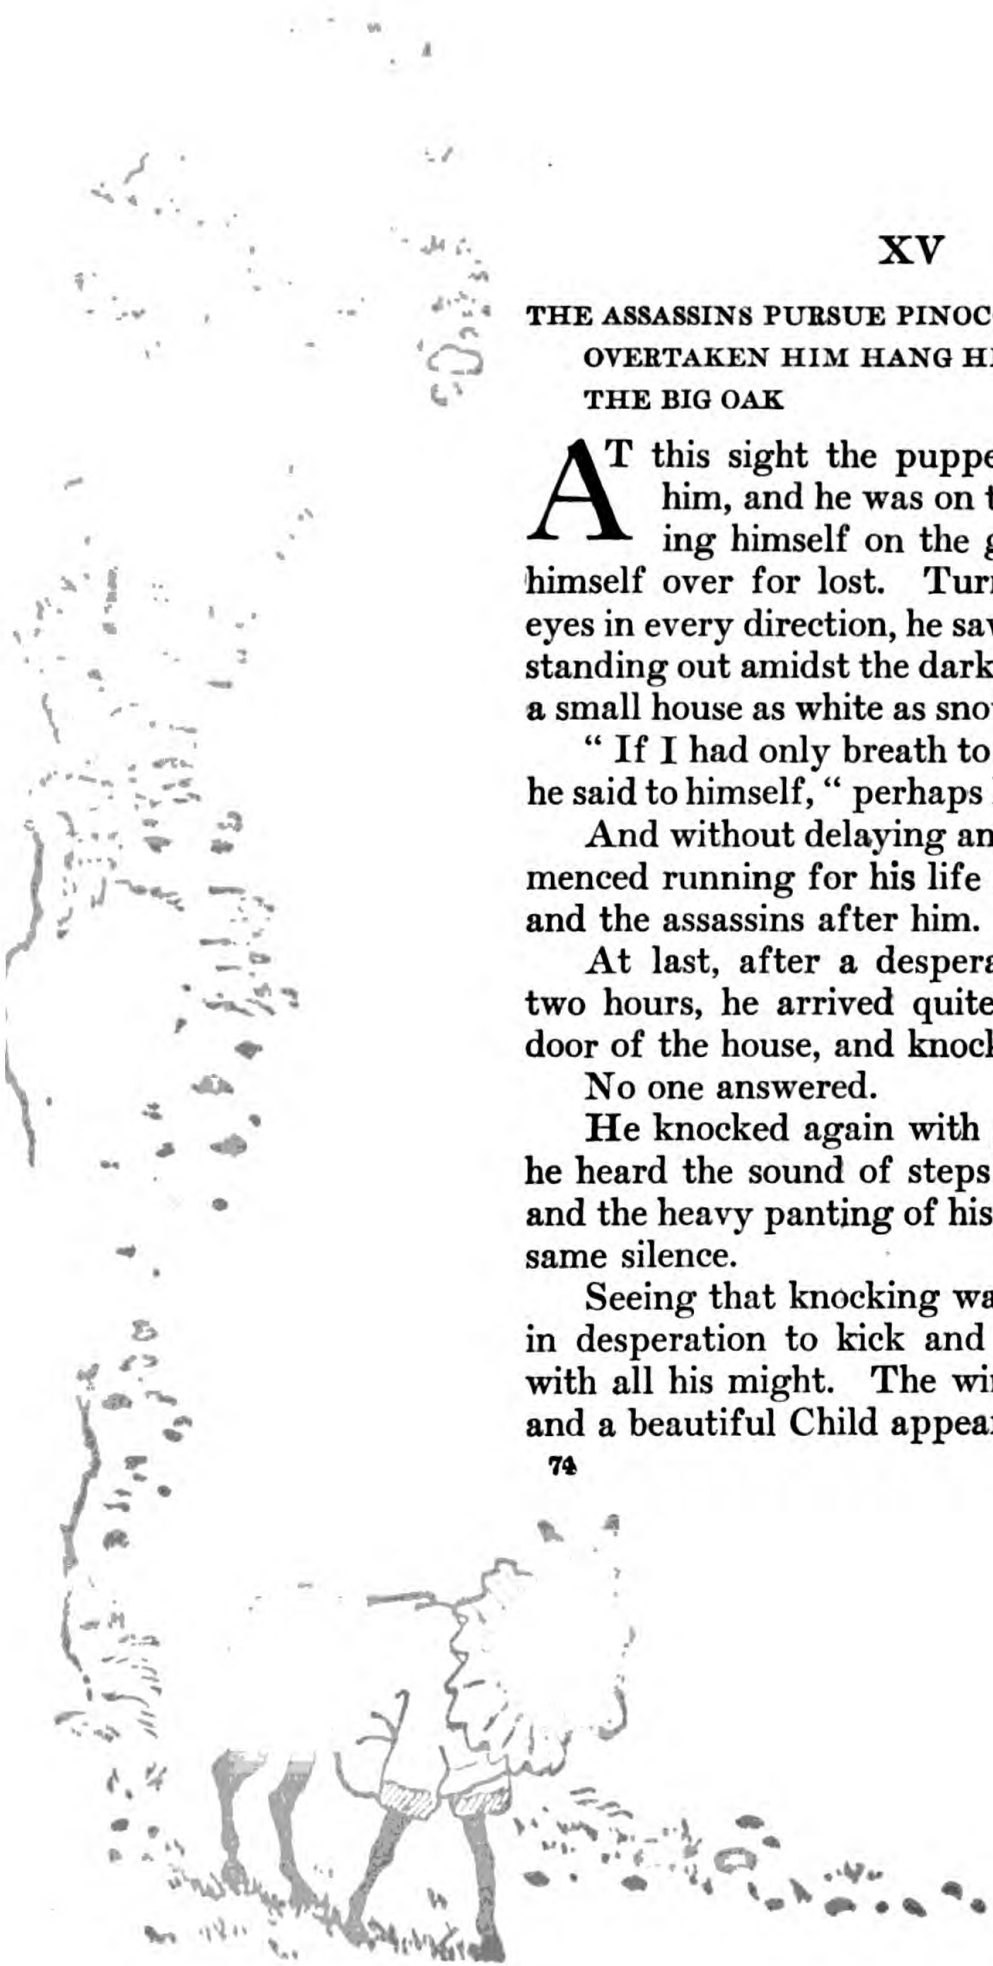 XV
THE ASSASSINS PURSUE PINOC
OVERTAKEN HIM HANG H
THE BIG OAK
AT this sight the puppe
him, and he was on t
ing himself on the g
himself over for lost. Tur
eyes in every direction, he sa
standing out amidst the dark
a small house as white as sno
“ If I had only breath to
he said to himself, “ perhaps
And without delaying an
menced running for his life
and the assassins after him.
At last, after a despera
two hours, he arrived quite
door of the house, and knock
No one answered.
He knocked again with
he heard the sound of steps
and the heavy panting of his
same silence.
Seeing that knocking wa
in desperation to kick and
with all his might. The wi
and a beautiful Child appea
74